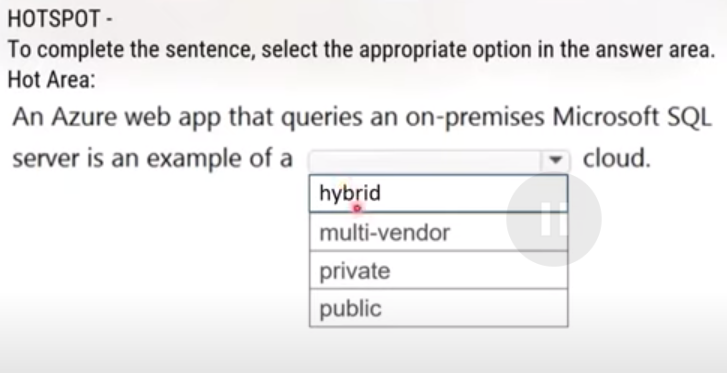 HOTSPOT -
To complete the sentence, select the appropriate option in the answer area.
Hot Area:
An Azure web app that queries an on-premises Microsoft SQL
server is an example of a cloud.
hybrid
multi-vendor
private
public